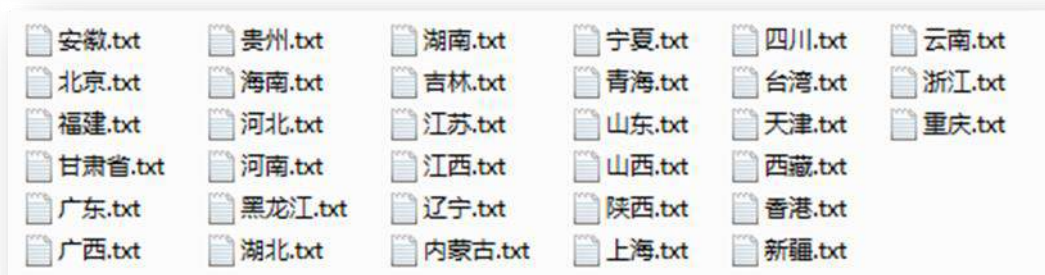 安徽.txt 贵州.txt 湖南.txt 宁夏.txt 四川.txt 云南.txt
北京.txt 海南.txt 吉林.txt 青海.txt 台湾.txt 浙江.txt
福建.txt 河北.txt 江苏.txt 山东.txt 天津.txt 重庆.txt
甘肃省.txt 河南.txt 江西.txt 山西.txt 西藏.txt
广东.txt 黑龙江.txt 辽宁.txt 陕西.txt 香港.txt
广西.txt 湖北.txt 内蒙古.txt 上海.txt 新疆.txt